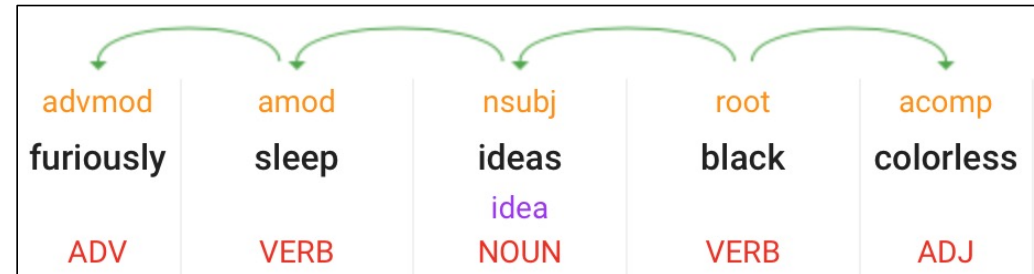 advmod amod nsubj root acomp
furiously sleep ideas black colorless
idea
ADV VERB NOUN VERB ADJ